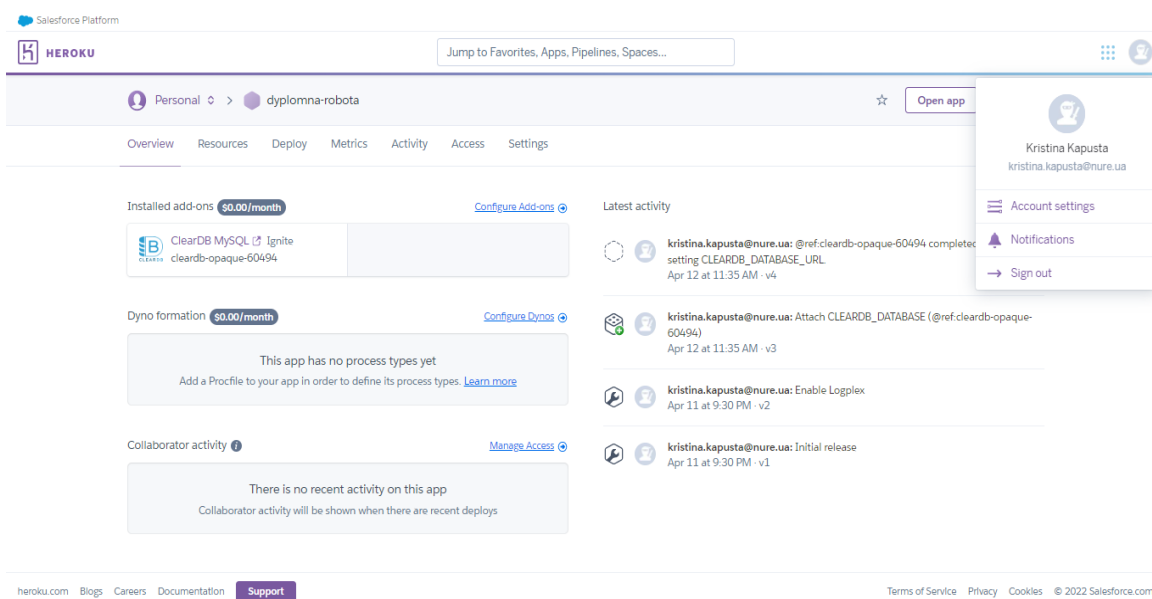 Salesforce Platform
HEROKU
Jump to Favorites, Apps, Pipelines, Spaces...
Personal > dyplomna-robota
Open app
Overview Resources Deploy Metrics Activity Access Settings
Kristina Kapusta
kristina.kapusta@nure.ua
Account settings
Notifications
Sign out
Installed add-ons $0.00/month Configure Add-ons
ClearDB MySQL Ignite
cleardb-opaque-60494
Dyno formation $0.00/month Configure Dynos
This app has no process types yet
Add a Procfile to your app in order to define its process types. Learn more
Collaborator activity Manage Access
There is no recent activity on this app
Collaborator activity will be shown when there are recent deploys
Latest activity
kristina.kapusta@nure.ua: @ref:cleardb-opaque-60494 completed
setting CLEARDB_DATABASE_URL.
Apr 12 at 11:35 AM · v4
kristina.kapusta@nure.ua: Attach CLEARDB_DATABASE (@ref:cleardb-opaque-
60494)
Apr 12 at 11:35 AM · v3
kristina.kapusta@nure.ua: Enable Logplex
Apr 11 at 9:30 PM · v2
kristina.kapusta@nure.ua: Initial release
Apr 11 at 9:30 PM · v1
heroku.com Blogs Careers Documentation Support
Terms of Service Privacy Cookies © 2022 Salesforce.com